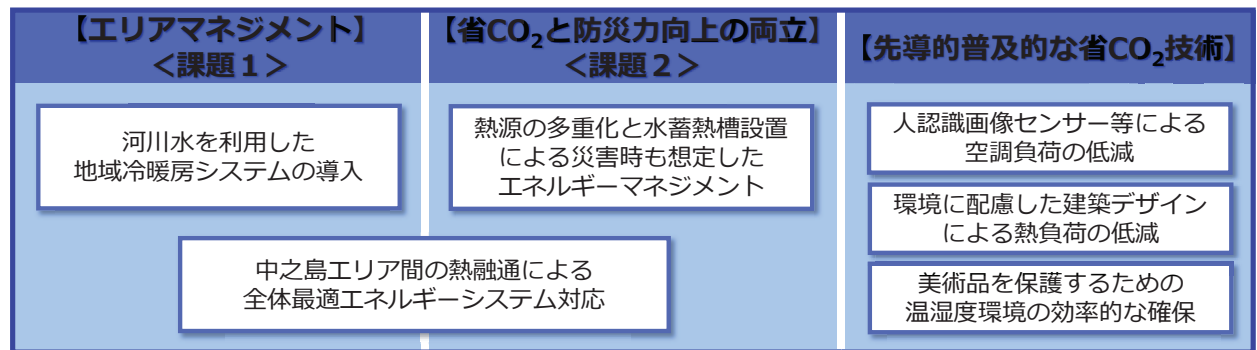 【エリアマネジメント】
＜課題１＞
河川水を利用した
地域冷暖房システムの導入
【省CO₂と防災力向上の両立】
＜課題２＞
熱源の多重化と水蓄熱槽設置
による災害時も想定した
エネルギーマネジメント
中之島エリア間の熱融通による
全体最適エネルギーシステム対応
【先導的普及的な省CO₂技術】
人認識画像センサー等による
空調負荷の低減
環境に配慮した建築デザイン
による熱負荷の低減
美術品を保護するための
温湿度環境の効率的な確保